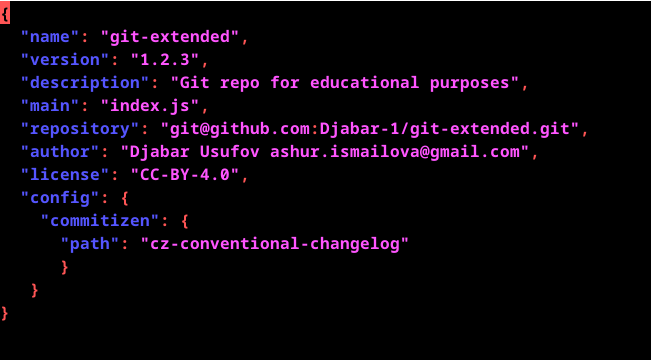 {
  "name": "git-extended",
  "version": "1.2.3",
  "description": "Git repo for educational purposes",
  "main": "index.js",
  "repository": "git@github.com:Djabar-1/git-extended.git",
  "author": "Djabar Usufov ashur.ismailova@gmail.com",
  "license": "CC-BY-4.0",
  "config": {
    "commitizen": {
      "path": "cz-conventional-changelog"
      }
   }
}